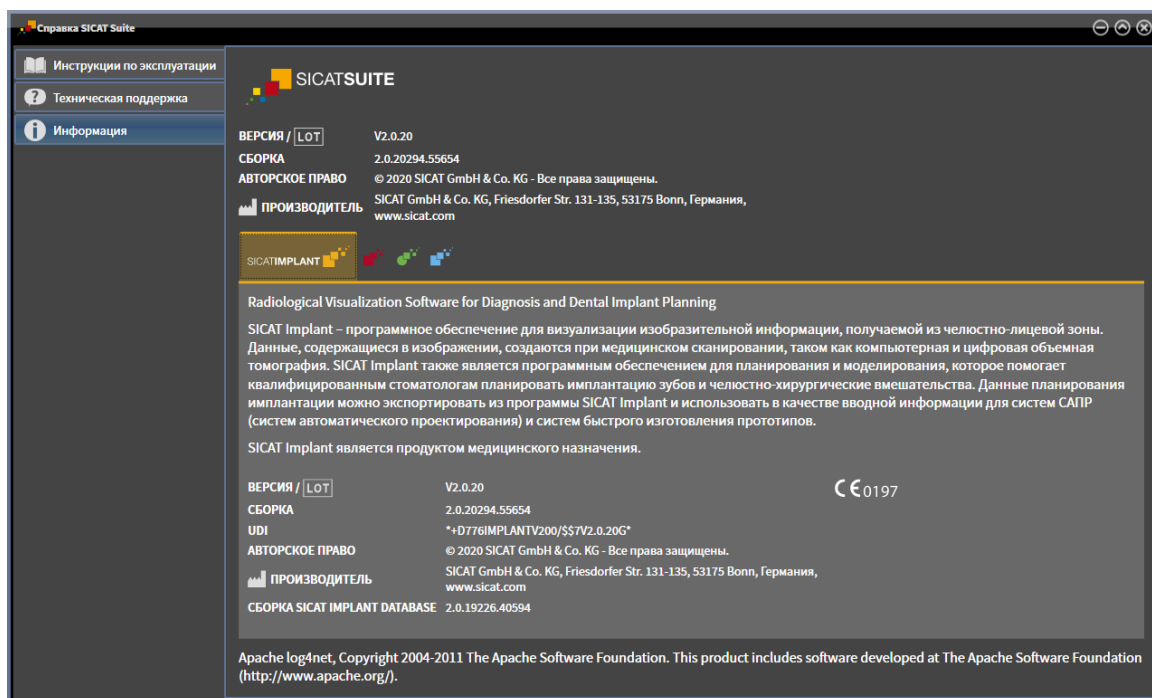 Справка SICAT Suite
Инструкции по эксплуатации
Техническая поддержка
Информация
SICATSUITE
ВЕРСИЯ / LOT V2.0.20
СБОРКА 2.0.20294.55654
АВТОРСКОЕ ПРАВО © 2020 SICAT GmbH & Co. KG - Все права защищены.
ПРОИЗВОДИТЕЛЬ SICAT GmbH & Co. KG, Friesdorfer Str. 131-135, 53175 Bonn, Германия,
www.sicat.com
SICATIMPLANT
Radiological Visualization Software for Diagnosis and Dental Implant Planning
SICAT Implant – программное обеспечение для визуализации изобразительной информации, получаемой из челюстно-лицевой зоны.
Данные, содержащиеся в изображении, создаются при медицинском сканировании, таком как компьютерная и цифровая объемная
томография. SICAT Implant также является программным обеспечением для планирования и моделирования, которое помогает
квалифицированным стоматологам планировать имплантацию зубов и челюстно-хирургические вмешательства. Данные планирования
имплантации можно экспортировать из программы SICAT Implant и использовать в качестве вводной информации для систем САПР
(систем автоматического проектирования) и систем быстрого изготовления прототипов.
SICAT Implant является продуктом медицинского назначения.
ВЕРСИЯ / LOT V2.0.20 CE0197
СБОРКА 2.0.20294.55654
UDI *+D776IMPLANTV200/$$7V2.0.20G*
АВТОРСКОЕ ПРАВО © 2020 SICAT GmbH & Co. KG - Все права защищены.
ПРОИЗВОДИТЕЛЬ SICAT GmbH & Co. KG, Friesdorfer Str. 131-135, 53175 Bonn, Германия,
www.sicat.com
СБОРКА SICAT IMPLANT DATABASE 2.0.19226.40594
Apache log4net, Copyright 2004-2011 The Apache Software Foundation. This product includes software developed at The Apache Software Foundation
(http://www.apache.org/).